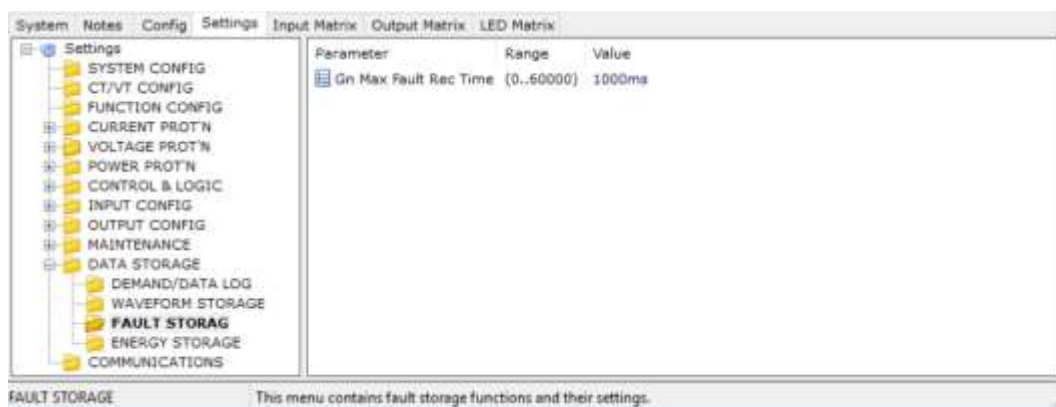 System Notes Config Settings Input Matrix Output Matrix LED Matrix
Settings
SYSTEM CONFIG
CT/VT CONFIG
FUNCTION CONFIG
CURRENT PROT'N
VOLTAGE PROT'N
POWER PROT'N
CONTROL & LOGIC
INPUT CONFIG
OUTPUT CONFIG
MAINTENANCE
DATA STORAGE
DEMAND/DATA LOG
WAVEFORM STORAGE
FAULT STORAG
ENERGY STORAGE
COMMUNICATIONS
Parameter Range Value
Gn Max Fault Rec Time (0..60000) 1000ms
FAULT STORAGE This menu contains fault storage functions and their settings.